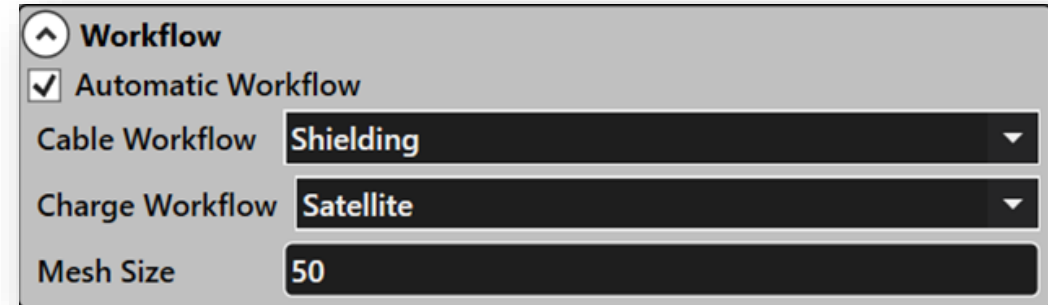 Workflow
Automatic Workflow
Cable Workflow Shielding
Charge Workflow Satellite
Mesh Size 50